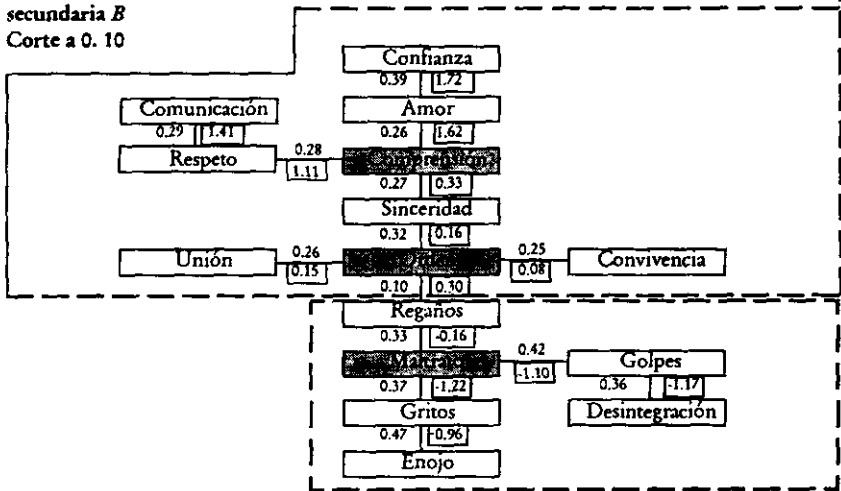 secundaria B
Corte a 0. 10
Confianza
0.39 1.72
Comunicación Amor
0.29 1.41 0.26 1.62
Respeto 0.28 Comprensión
1.11 0.27 0.33
Sinceridad
0.32 0.16
Unión 0.26 0.25 Convivencia
0.15 0.08
0.10 0.30
Regaños
0.33 -0.16
Maltrato 0.42 Golpes
-1.10
0.37 -1.22 0.36 -1.17
Gritos Desintegración
0.47 -0.96
Enojo